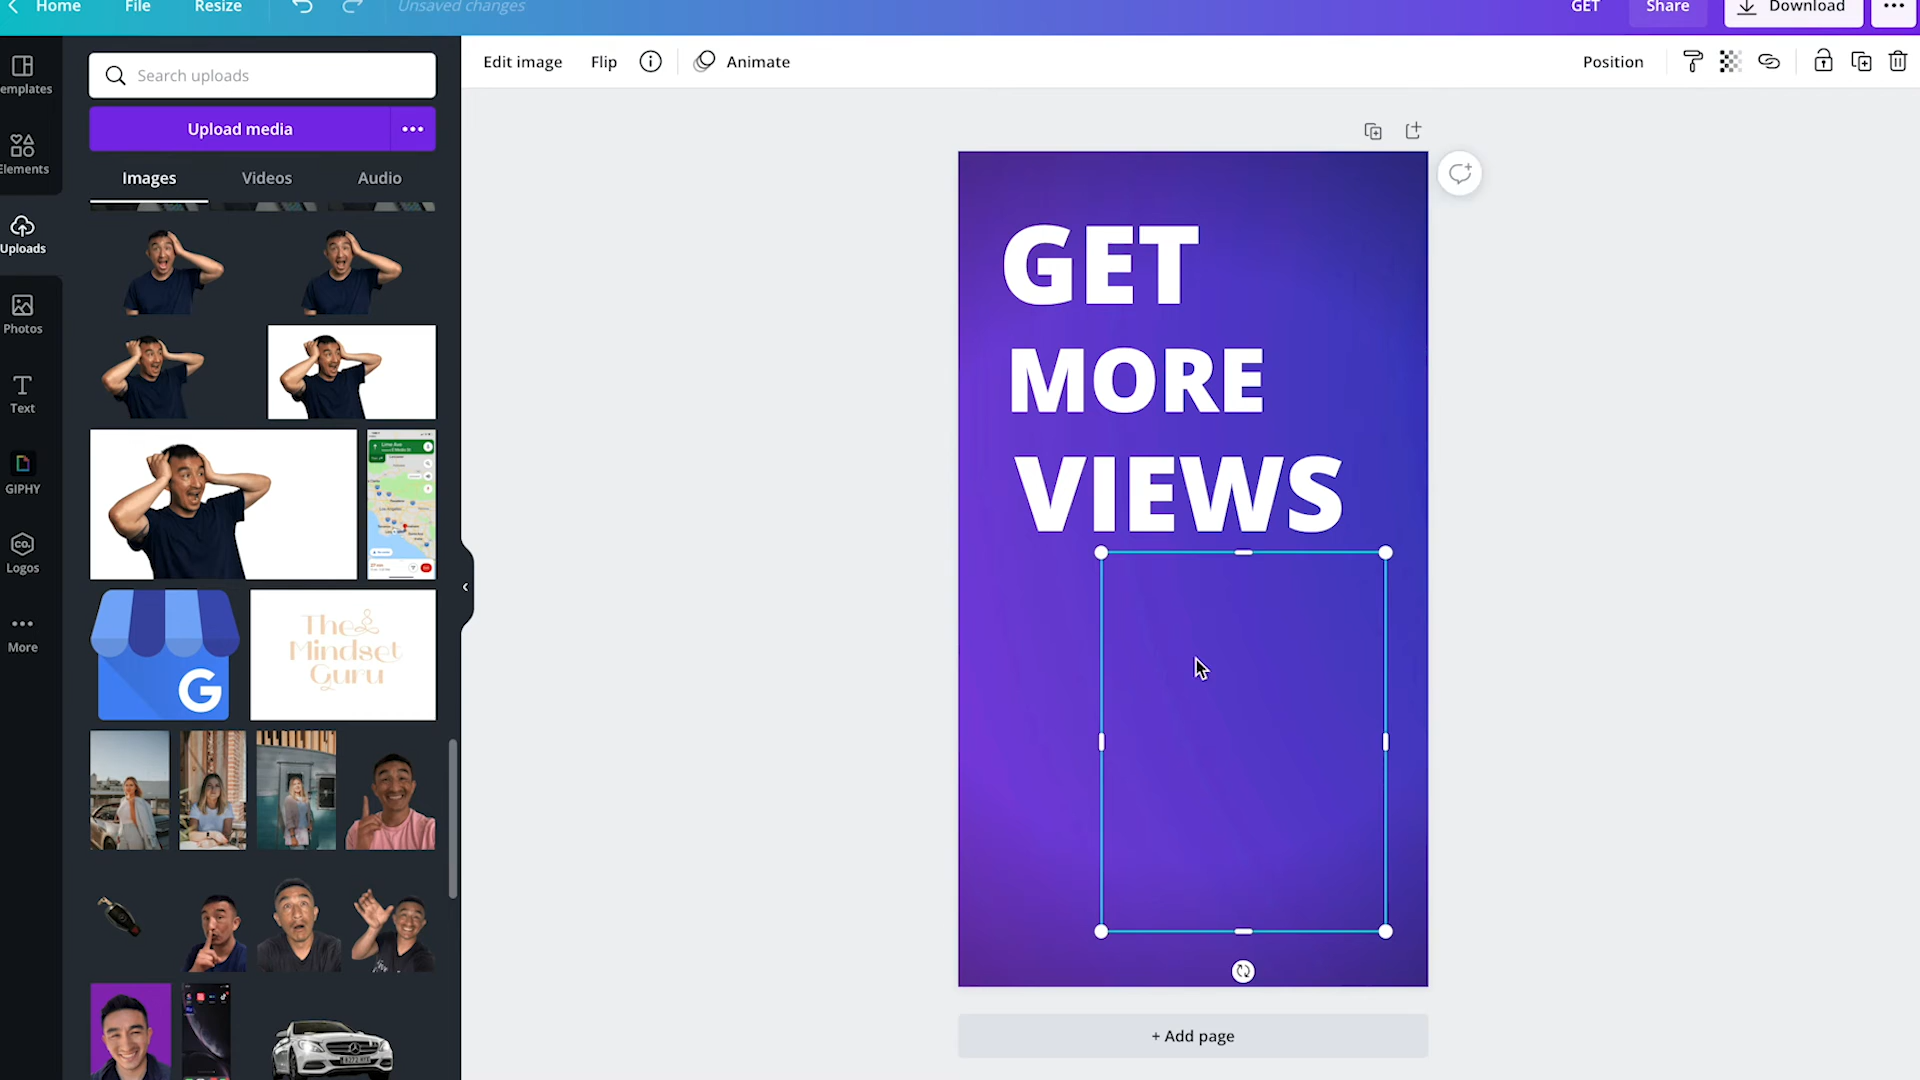 Home File Resize Unsaved changes GET Share Download
emplates
Elements
Uploads
Photos
Text
GIPHY
CO.
Logos
More
Search uploads
Upload media
Images Videos Audio
The
Mindset
Guru
G
Edit image Flip Animate Position
GET
MORE
VIEWS
+ Add page